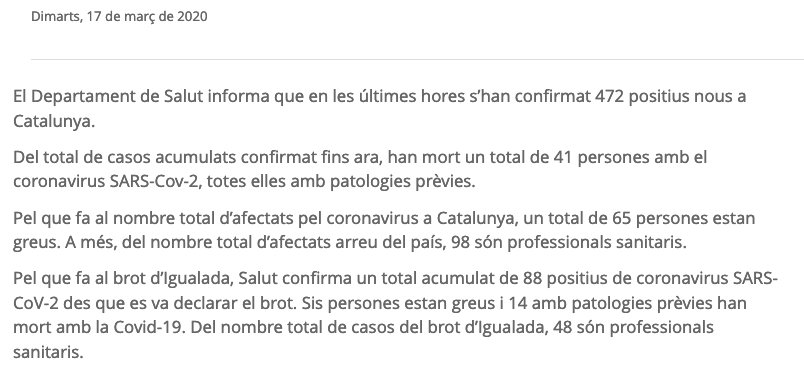 Dimarts, 17 de març de 2020
El Departament de Salut informa que en les últimes hores s’han confirmat 472 positius nous a
Catalunya.
Del total de casos acumulats confirmat fins ara, han mort un total de 41 persones amb el
coronavirus SARS-Cov-2, totes elles amb patologies prèvies.
Pel que fa al nombre total d’afectats pel coronavirus a Catalunya, un total de 65 persones estan
greus. A més, del nombre total d’afectats arreu del país, 98 són professionals sanitaris.
Pel que fa al brot d’Igualada, Salut confirma un total acumulat de 88 positius de coronavirus SARS-
CoV-2 des que es va declarar el brot. Sis persones estan greus i 14 amb patologies prèvies han
mort amb la Covid-19. Del nombre total de casos del brot d’Igualada, 48 són professionals
sanitaris.